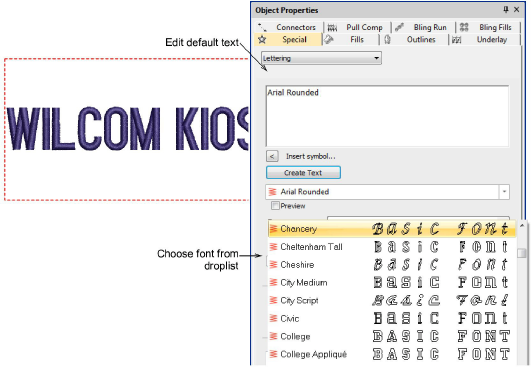 Object Properties
Connectors Pull Comp Bling Run Bling Fills
Special Fills Outlines Underlay
Edit default text
Lettering
Arial Rounded
WILCOM KIOS
< Insert symbol...
Create Text
Arial Rounded
Preview
Chancery Basic Font
Cheltenham Tall Basic Font
Choose font from
droplist
Cheshire Basic Font
City Medium Basic Font
City Script Basic Font
Civic Basic Font
College BASIC FONT
College Appliqué BASIC FONT